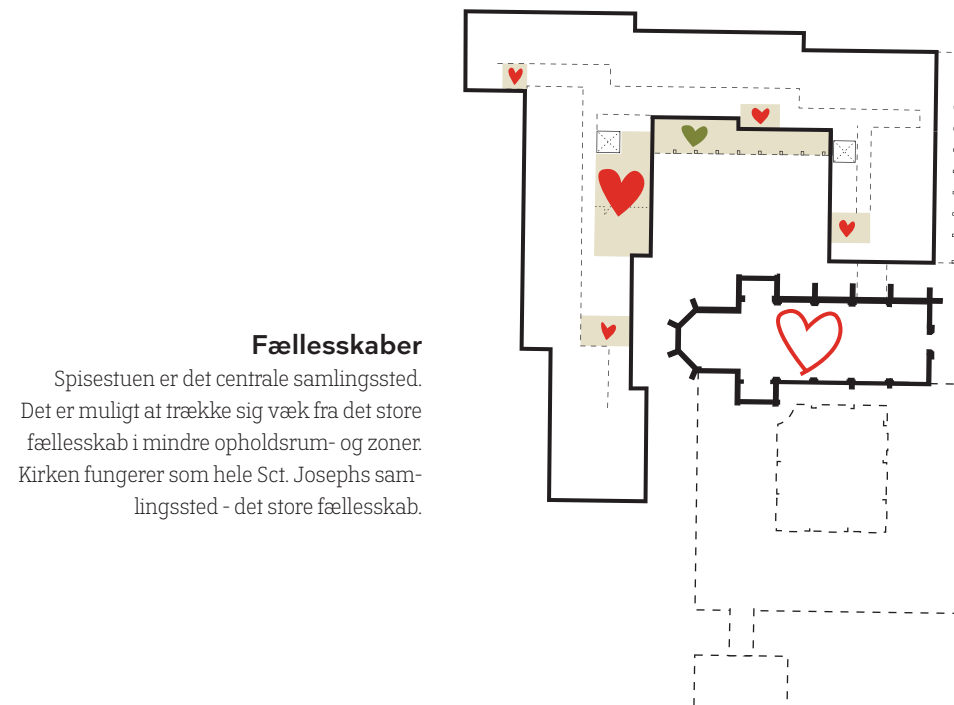 Fællesskaber
Spisestuen er det centrale samlingssted.
Det er muligt at trække sig væk fra det store
fællesskab i mindre opholdsrum- og zoner.
Kirken fungerer som hele Sct. Josephs sam-
lingssted - det store fællesskab.